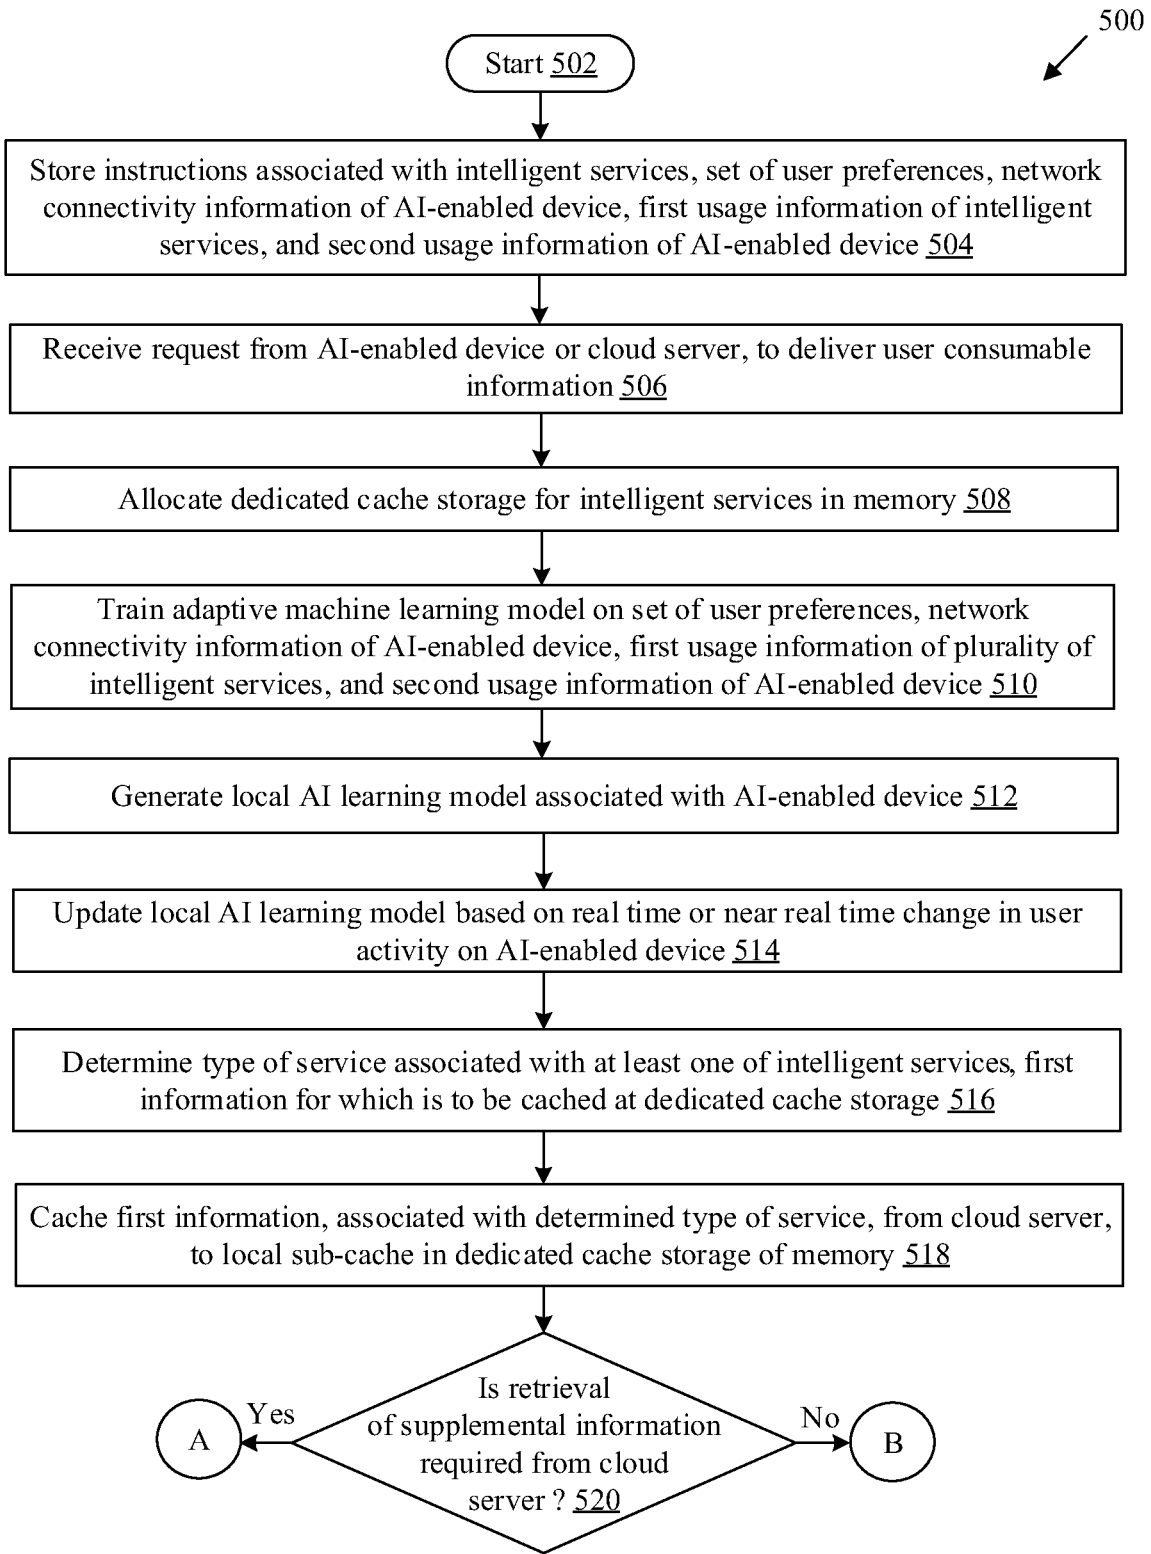 500
Start 502
Store instructions associated with intelligent services, set of user preferences, network
connectivity information of AI-enabled device, first usage information of intelligent
services, and second usage information of AI-enabled device 504
Receive request from AI-enabled device or cloud server, to deliver user consumable
information 506
Allocate dedicated cache storage for intelligent services in memory 508
Train adaptive machine learning model on set of user preferences, network
connectivity information of AI-enabled device, first usage information of plurality of
intelligent services, and second usage information of AI-enabled device 510
Generate local AI learning model associated with AI-enabled device 512
Update local AI learning model based on real time or near real time change in user
activity on AI-enabled device 514
Determine type of service associated with at least one of intelligent services, first
information for which is to be cached at dedicated cache storage 516
Cache first information, associated with determined type of service, from cloud server,
to local sub-cache in dedicated cache storage of memory 518
Is retrieval
of supplemental information
required from cloud
server ? 520
Yes
A
No
B